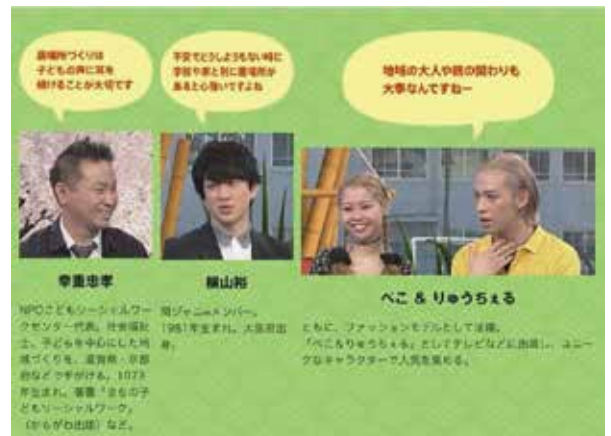 居場所づくりは
子どもの声に耳を
傾けることが大切です
不安でどうしようもない時に
学校や家と別に居場所が
あると心強いですよね
地域の大人や親の関わりも
大事なんですねー
幸重忠孝
NPOこどもソーシャルワー
クセンター代表。社会福祉
士。子どもを中心にした地
域づくりを、滋賀県・京都
府などで手がける。1973
年生まれ。著書「まちの子
どもソーシャルワーク」
（かもがわ出版）など。
横山裕
関ジャニ∞メンバー。
1981年生まれ。大阪府出
身。
ぺこ & りゅうちぇる
ともに、ファッションモデルとして活躍。
「ぺこ&りゅうちぇる」としてテレビなどに出演し、ユニー
クなキャラクターで人気を集める。